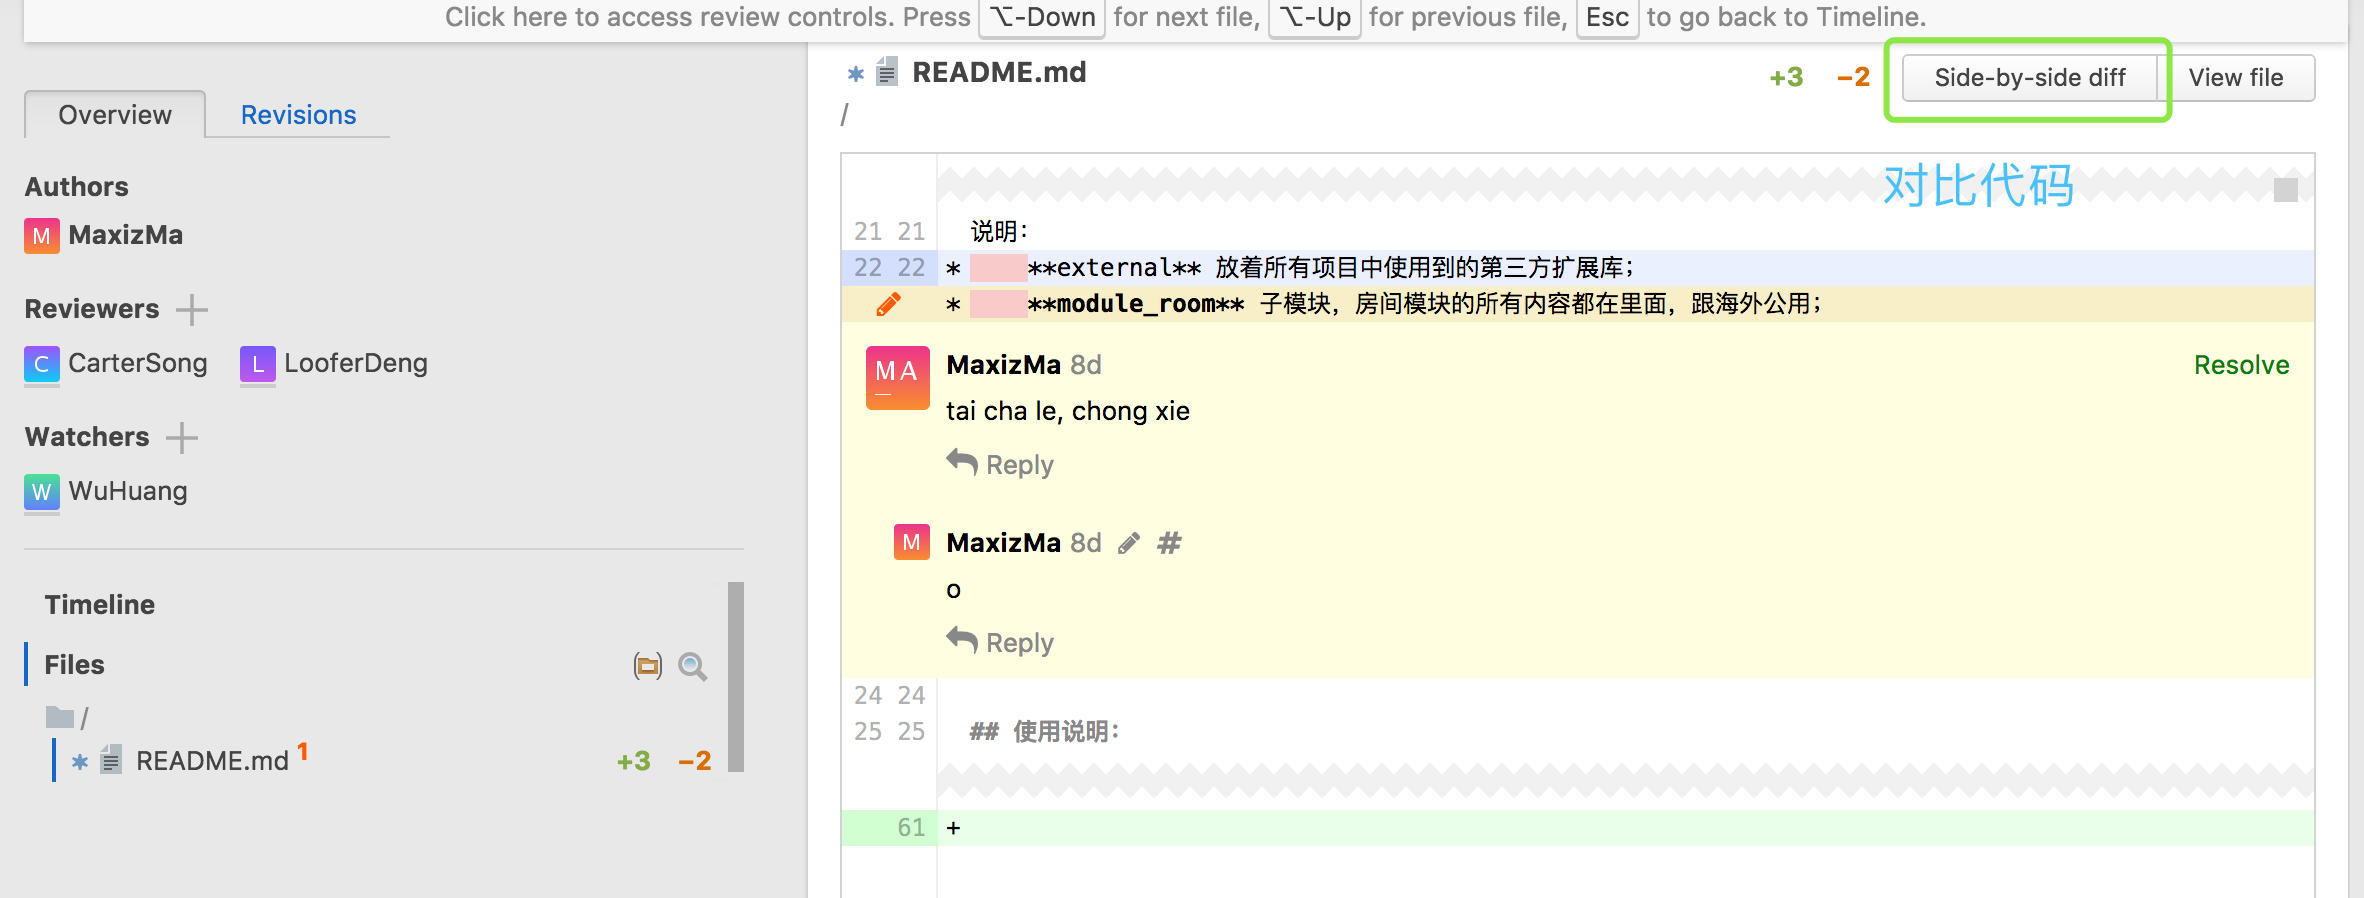 Click here to access review controls. Press ⌥-Down for next file, ⌥-Up for previous file, Esc to go back to Timeline.
Overview Revisions
Authors
M MaxizMa
Reviewers
C CarterSong L LooferDeng
Watchers
W WuHuang
Timeline
Files
/
* README.md 1 +3 −2
* README.md +3 −2 Side-by-side diff View file
/
对比代码
21 21 说明：
22 22 * **external** 放着所有项目中使用到的第三方扩展库；
* **module_room** 子模块，房间模块的所有内容都在里面，跟海外公用；
MA MaxizMa 8d Resolve
tai cha le, chong xie
Reply
M MaxizMa 8d #
o
Reply
24 24
25 25 ## 使用说明：
61 +